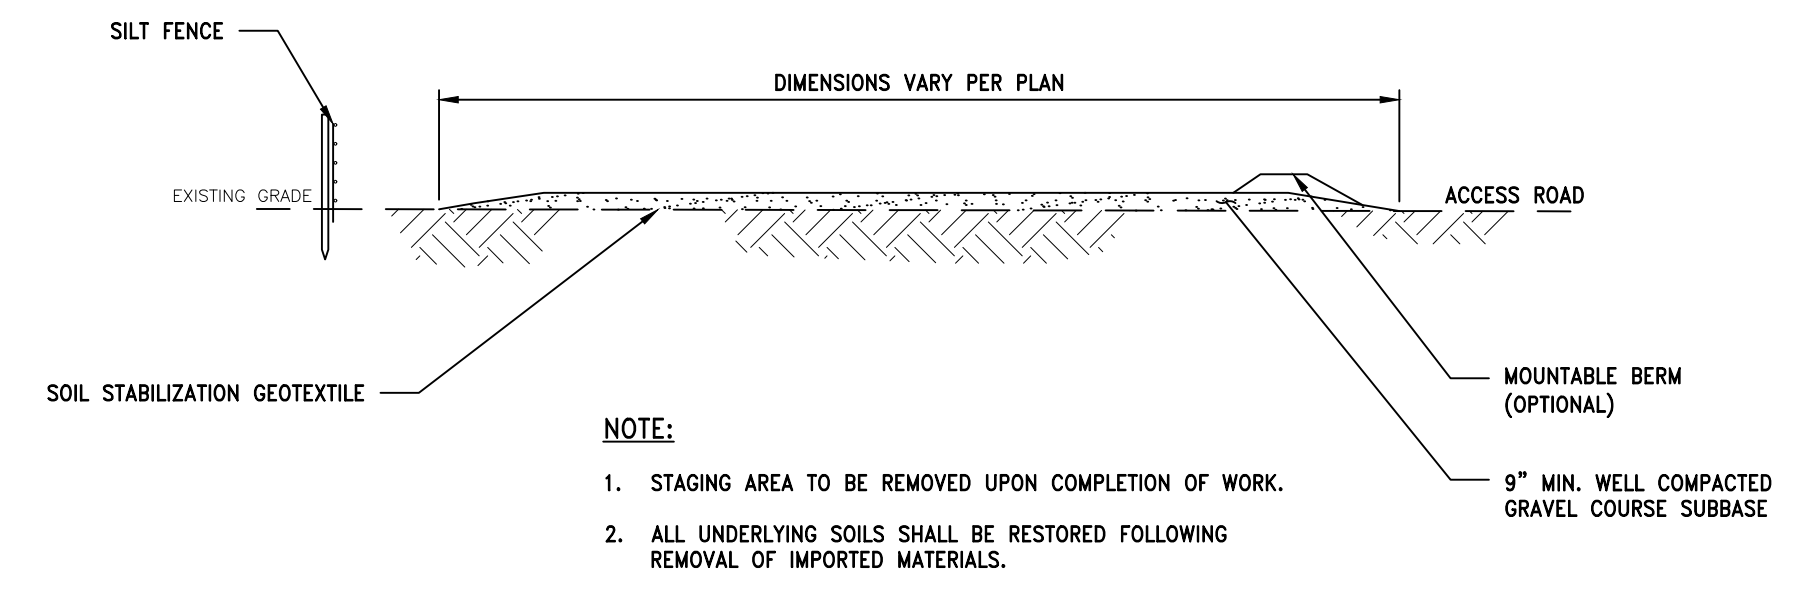 SILT FENCE
DIMENSIONS VARY PER PLAN
EXISTING GRADE
ACCESS ROAD
SOIL STABILIZATION GEOTEXTILE
MOUNTABLE BERM
(OPTIONAL)
9" MIN. WELL COMPACTED
GRAVEL COURSE SUBBASE
NOTE:
1. STAGING AREA TO BE REMOVED UPON COMPLETION OF WORK.
2. ALL UNDERLYING SOILS SHALL BE RESTORED FOLLOWING
REMOVAL OF IMPORTED MATERIALS.